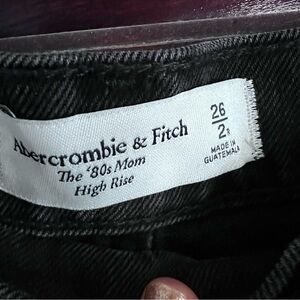 Abercrombie & Fitch
The '80s Mom
High Rise
26
2R
MADE IN
GUATEMALA